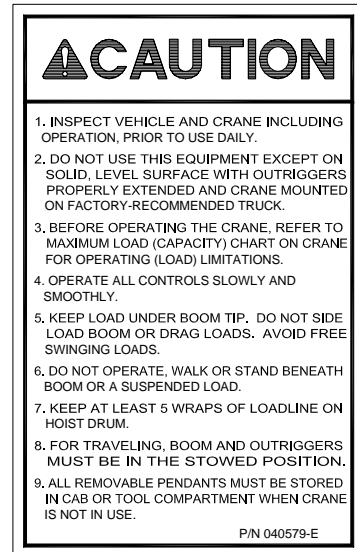 CAUTION
1. INSPECT VEHICLE AND CRANE INCLUDING
OPERATION, PRIOR TO USE DAILY.
2. DO NOT USE THIS EQUIPMENT EXCEPT ON
SOLID, LEVEL SURFACE WITH OUTRIGGERS
PROPERLY EXTENDED AND CRANE MOUNTED
ON FACTORY-RECOMMENDED TRUCK.
3. BEFORE OPERATING THE CRANE, REFER TO
MAXIMUM LOAD (CAPACITY) CHART ON CRANE
FOR OPERATING (LOAD) LIMITATIONS.
4. OPERATE ALL CONTROLS SLOWLY AND
SMOOTHLY.
5. KEEP LOAD UNDER BOOM TIP. DO NOT SIDE
LOAD BOOM OR DRAG LOADS. AVOID FREE
SWINGING LOADS.
6. DO NOT OPERATE, WALK OR STAND BENEATH
BOOM OR A SUSPENDED LOAD.
7. KEEP AT LEAST 5 WRAPS OF LOADLINE ON
HOIST DRUM.
8. FOR TRAVELING, BOOM AND OUTRIGGERS
MUST BE IN THE STOWED POSITION.
9. ALL REMOVABLE PENDANTS MUST BE STORED
IN CAB OR TOOL COMPARTMENT WHEN CRANE
IS NOT IN USE.
P/N 040579-E